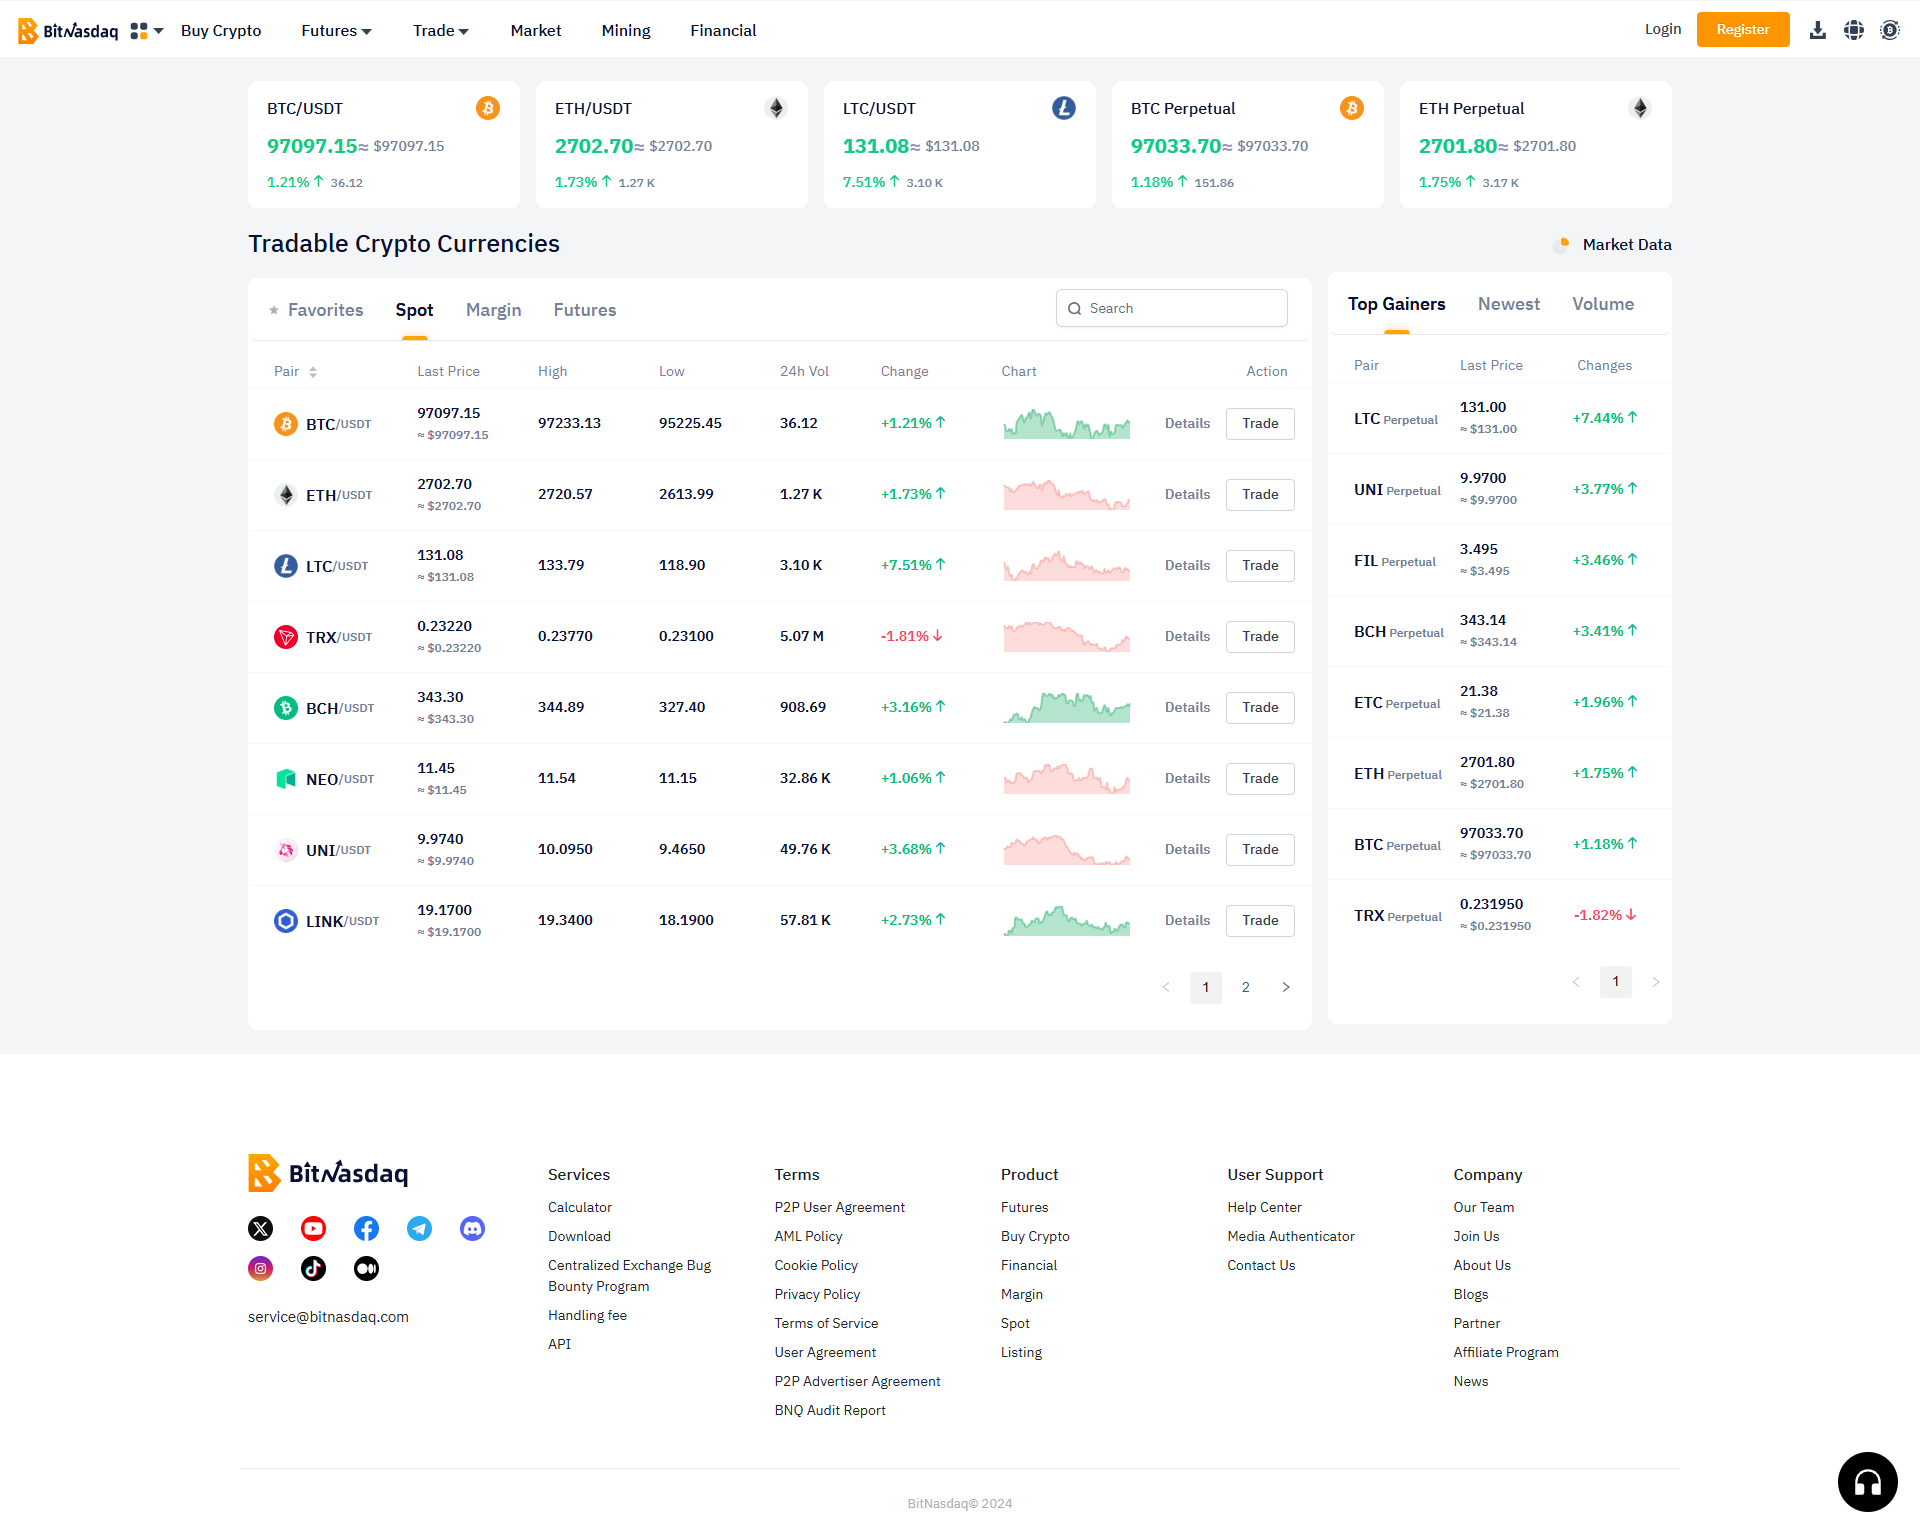 BitNasdaq
Buy Crypto
Futures
Trade
Market
Mining
Financial
Login
Register
BTC/USDT
97097.15≈ $97097.15
1.21% 36.12
ETH/USDT
2702.70≈ $2702.70
1.73% 1.27 K
LTC/USDT
131.08≈ $131.08
7.51% 3.10 K
BTC Perpetual
97033.70≈ $97033.70
1.18% 151.86
ETH Perpetual
2701.80≈ $2701.80
1.75% 3.17 K
Tradable Crypto Currencies
Market Data
Favorites Spot Margin Futures
Search
Pair Last Price High Low 24h Vol Change Chart Action
BTC/USDT 97097.15 97233.13 95225.45 36.12 +1.21% Details Trade
≈ $97097.15
ETH/USDT 2702.70 2720.57 2613.99 1.27 K +1.73% Details Trade
≈ $2702.70
LTC/USDT 131.08 133.79 118.90 3.10 K +7.51% Details Trade
≈ $131.08
TRX/USDT 0.23220 0.23770 0.23100 5.07 M -1.81% Details Trade
≈ $0.23220
BCH/USDT 343.30 344.89 327.40 908.69 +3.16% Details Trade
≈ $343.30
NEO/USDT 11.45 11.54 11.15 32.86 K +1.06% Details Trade
≈ $11.45
UNI/USDT 9.9740 10.0950 9.4650 49.76 K +3.68% Details Trade
≈ $9.9740
LINK/USDT 19.1700 19.3400 18.1900 57.81 K +2.73% Details Trade
≈ $19.1700
< 1 2 >
Top Gainers Newest Volume
Pair Last Price Changes
LTC Perpetual 131.00 +7.44%
≈ $131.00
UNI Perpetual 9.9700 +3.77%
≈ $9.9700
FIL Perpetual 3.495 +3.46%
≈ $3.495
BCH Perpetual 343.14 +3.41%
≈ $343.14
ETC Perpetual 21.38 +1.96%
≈ $21.38
ETH Perpetual 2701.80 +1.75%
≈ $2701.80
BTC Perpetual 97033.70 +1.18%
≈ $97033.70
TRX Perpetual 0.231950 -1.82%
≈ $0.231950
< 1 >
BitNasdaq
service@bitnasdaq.com
Services
Calculator
Download
Centralized Exchange Bug
Bounty Program
Handling fee
API
Terms
P2P User Agreement
AML Policy
Cookie Policy
Privacy Policy
Terms of Service
User Agreement
P2P Advertiser Agreement
BNQ Audit Report
Product
Futures
Buy Crypto
Financial
Margin
Spot
Listing
User Support
Help Center
Media Authenticator
Contact Us
Company
Our Team
Join Us
About Us
Blogs
Partner
Affiliate Program
News
BitNasdaq© 2024